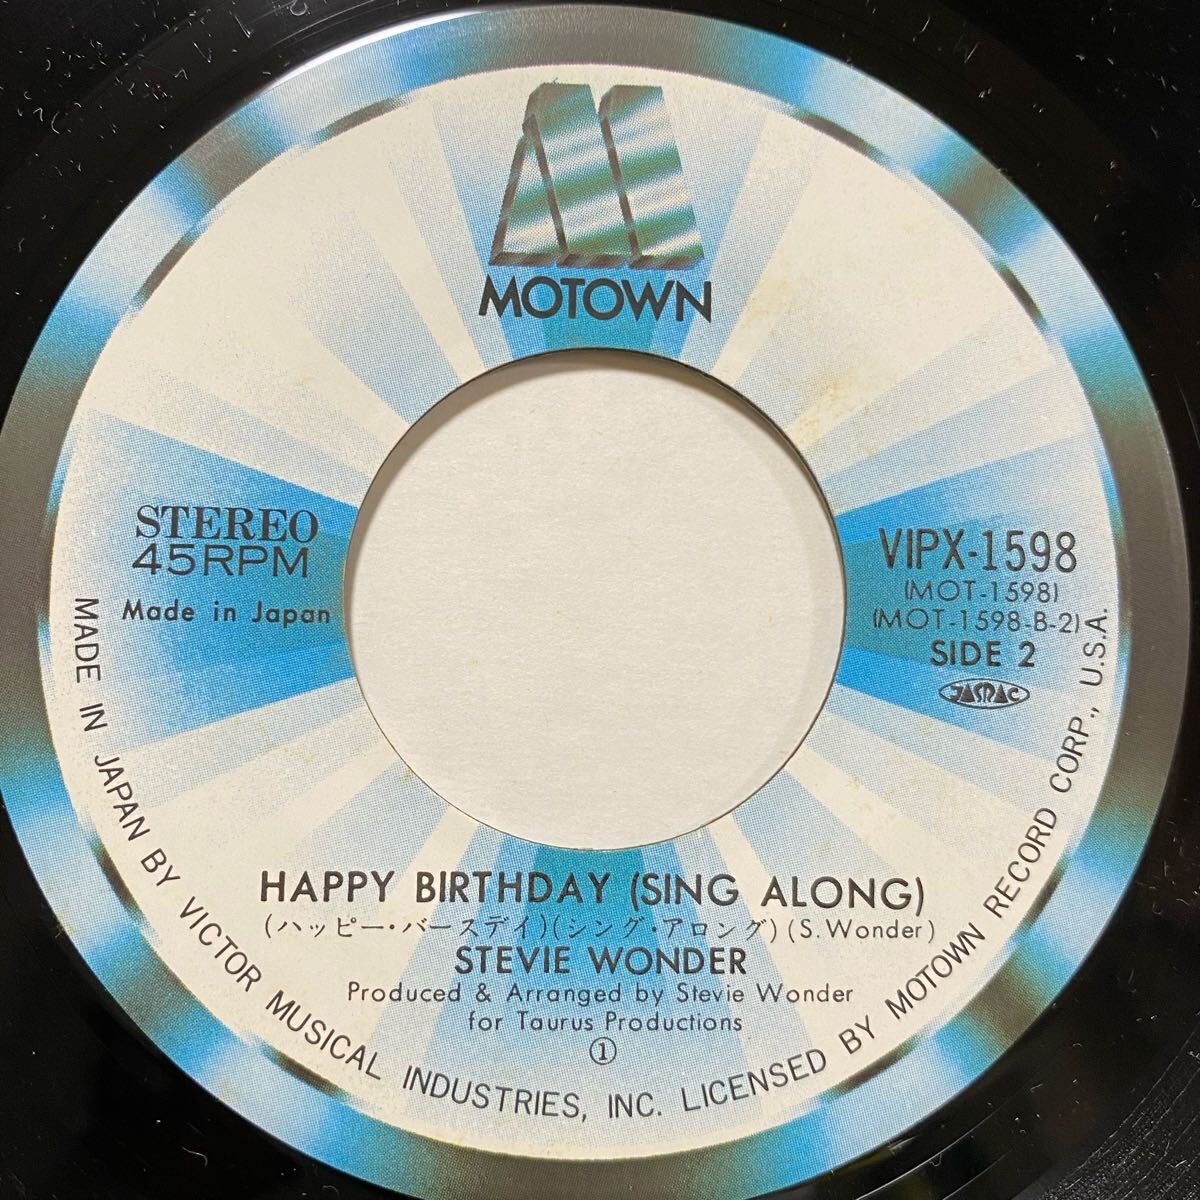 MOTOWN
STEREO
45RPM
Made in Japan
VIPX-1598
(MOT-1598)
(MOT-1598-B-2)
SIDE 2
JASRAC
HAPPY BIRTHDAY (SING ALONG)
(ハッピー・バースデイ)(シング・アロング)(S. Wonder)
STEVIE WONDER
Produced & Arranged by Stevie Wonder
for Taurus Productions
①
MADE IN JAPAN BY VICTOR MUSICAL INDUSTRIES, INC. LICENSED BY MOTOWN RECORD CORP., U.S.A.